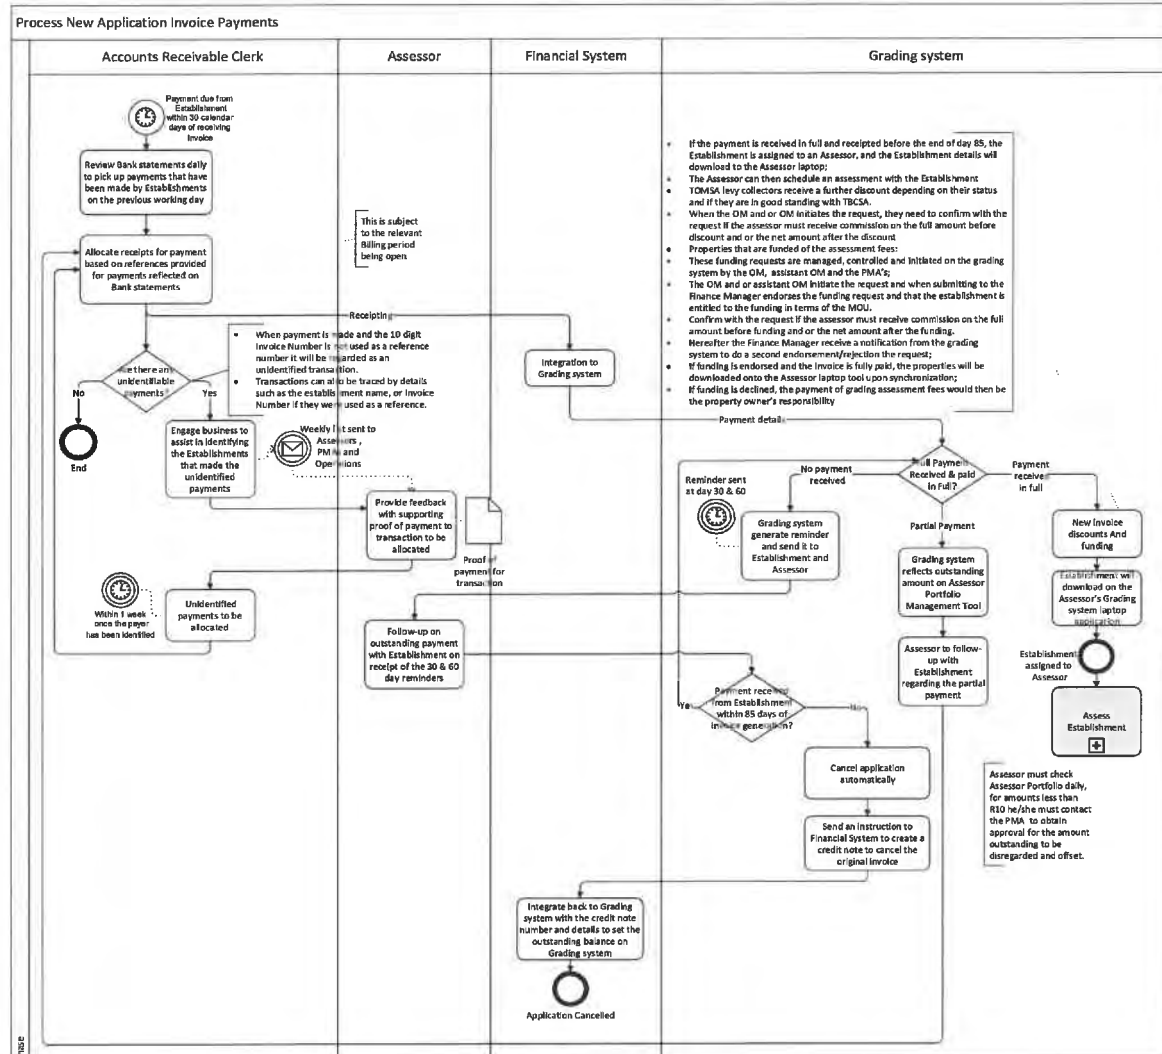 Process New Application Invoice Payments
Accounts Receivable Clerk
Assessor
Financial System
Grading system
Payment due from
Establishment
within 30 calendar
days of receiving
Invoice
Review Bank statements daily
to pick up payments that have
been made by Establishments
on the previous working day
Allocate receipts for payment
based on references provided
for payments reflected on
Bank statements
This is subject
to the relevant
Billing period
being open
Receipting
• When payment is made and the 10 digit
Invoice Number is not used as a reference
number it will be regarded as an
unidentified transaction.
• Transactions can also be traced by details
such as the establishment name, or Invoice
Number if they were used as a reference.
Are there any
unidentifiable
payments?
No
Yes
End
Engage business to
assist in identifying
the Establishments
that made the
unidentified
payments
Weekly list sent to
Assessors,
PMAs and
Operations
Provide feedback
with supporting
proof of payment to
transaction to be
allocated
Proof of
payment for
transaction
Within 1 week
once the payer
has been identified
Unidentified
payments to be
allocated
Follow-up on
outstanding payment
with Establishment on
receipt of the 30 & 60
day reminders
Integration to
Grading system
• If the payment is received in full and receipted before the end of day 85, the
Establishment is assigned to an Assessor, and the Establishment details will
download to the Assessor laptop;
• The Assessor can then schedule an assessment with the Establishment
• TOMSA levy collectors receive a further discount depending on their status
and if they are in good standing with TBCSA.
• When the OM and or OM initiates the request, they need to confirm with the
request if the assessor must receive commission on the full amount before
discount and or the net amount after the discount
• Properties that are funded of the assessment fees:
• These funding requests are managed, controlled and initiated on the grading
system by the OM, assistant OM and the PMA's;
• The OM and or assistant OM initiate the request and when submitting to the
Finance Manager endorses the funding request and that the establishment is
entitled to the funding in terms of the MOU.
• Confirm with the request if the assessor must receive commission on the full
amount before funding and or the net amount after the funding.
• Hereafter the Finance Manager receive a notification from the grading
system to do a second endorsement/rejection the request;
• If funding is endorsed and the Invoice is fully paid, the properties will be
downloaded onto the Assessor laptop tool upon synchronization;
• If funding is declined, the payment of grading assessment fees would then be
the property owner's responsibility
Payment details
Full Payment
Received & paid
in Full?
No payment
received
Payment
received
in full
Partial Payment
Reminder sent
at day 30 & 60
Grading system
generate reminder
and send it to
Establishment and
Assessor
Grading system
reflects outstanding
amount on Assessor
Portfolio
Management Tool
Assessor to follow-
up with
Establishment
regarding the partial
payment
New invoice
discounts And
funding
Establishment will
download on the
Assessor's Grading
system laptop
application
Establishment
assigned to
Assessor
Assess
Establishment
Payment received
from Establishment
within 85 days of
invoice generation?
Yes
No
Cancel application
automatically
Send an instruction to
Financial System to create a
credit note to cancel the
original invoice
Assessor must check
Assessor Portfolio daily,
for amounts less than
R10 he/she must contact
the PMA to obtain
approval for the amount
outstanding to be
disregarded and offset.
Integrate back to Grading
system with the credit note
number and details to set the
outstanding balance on
Grading system
Application Cancelled